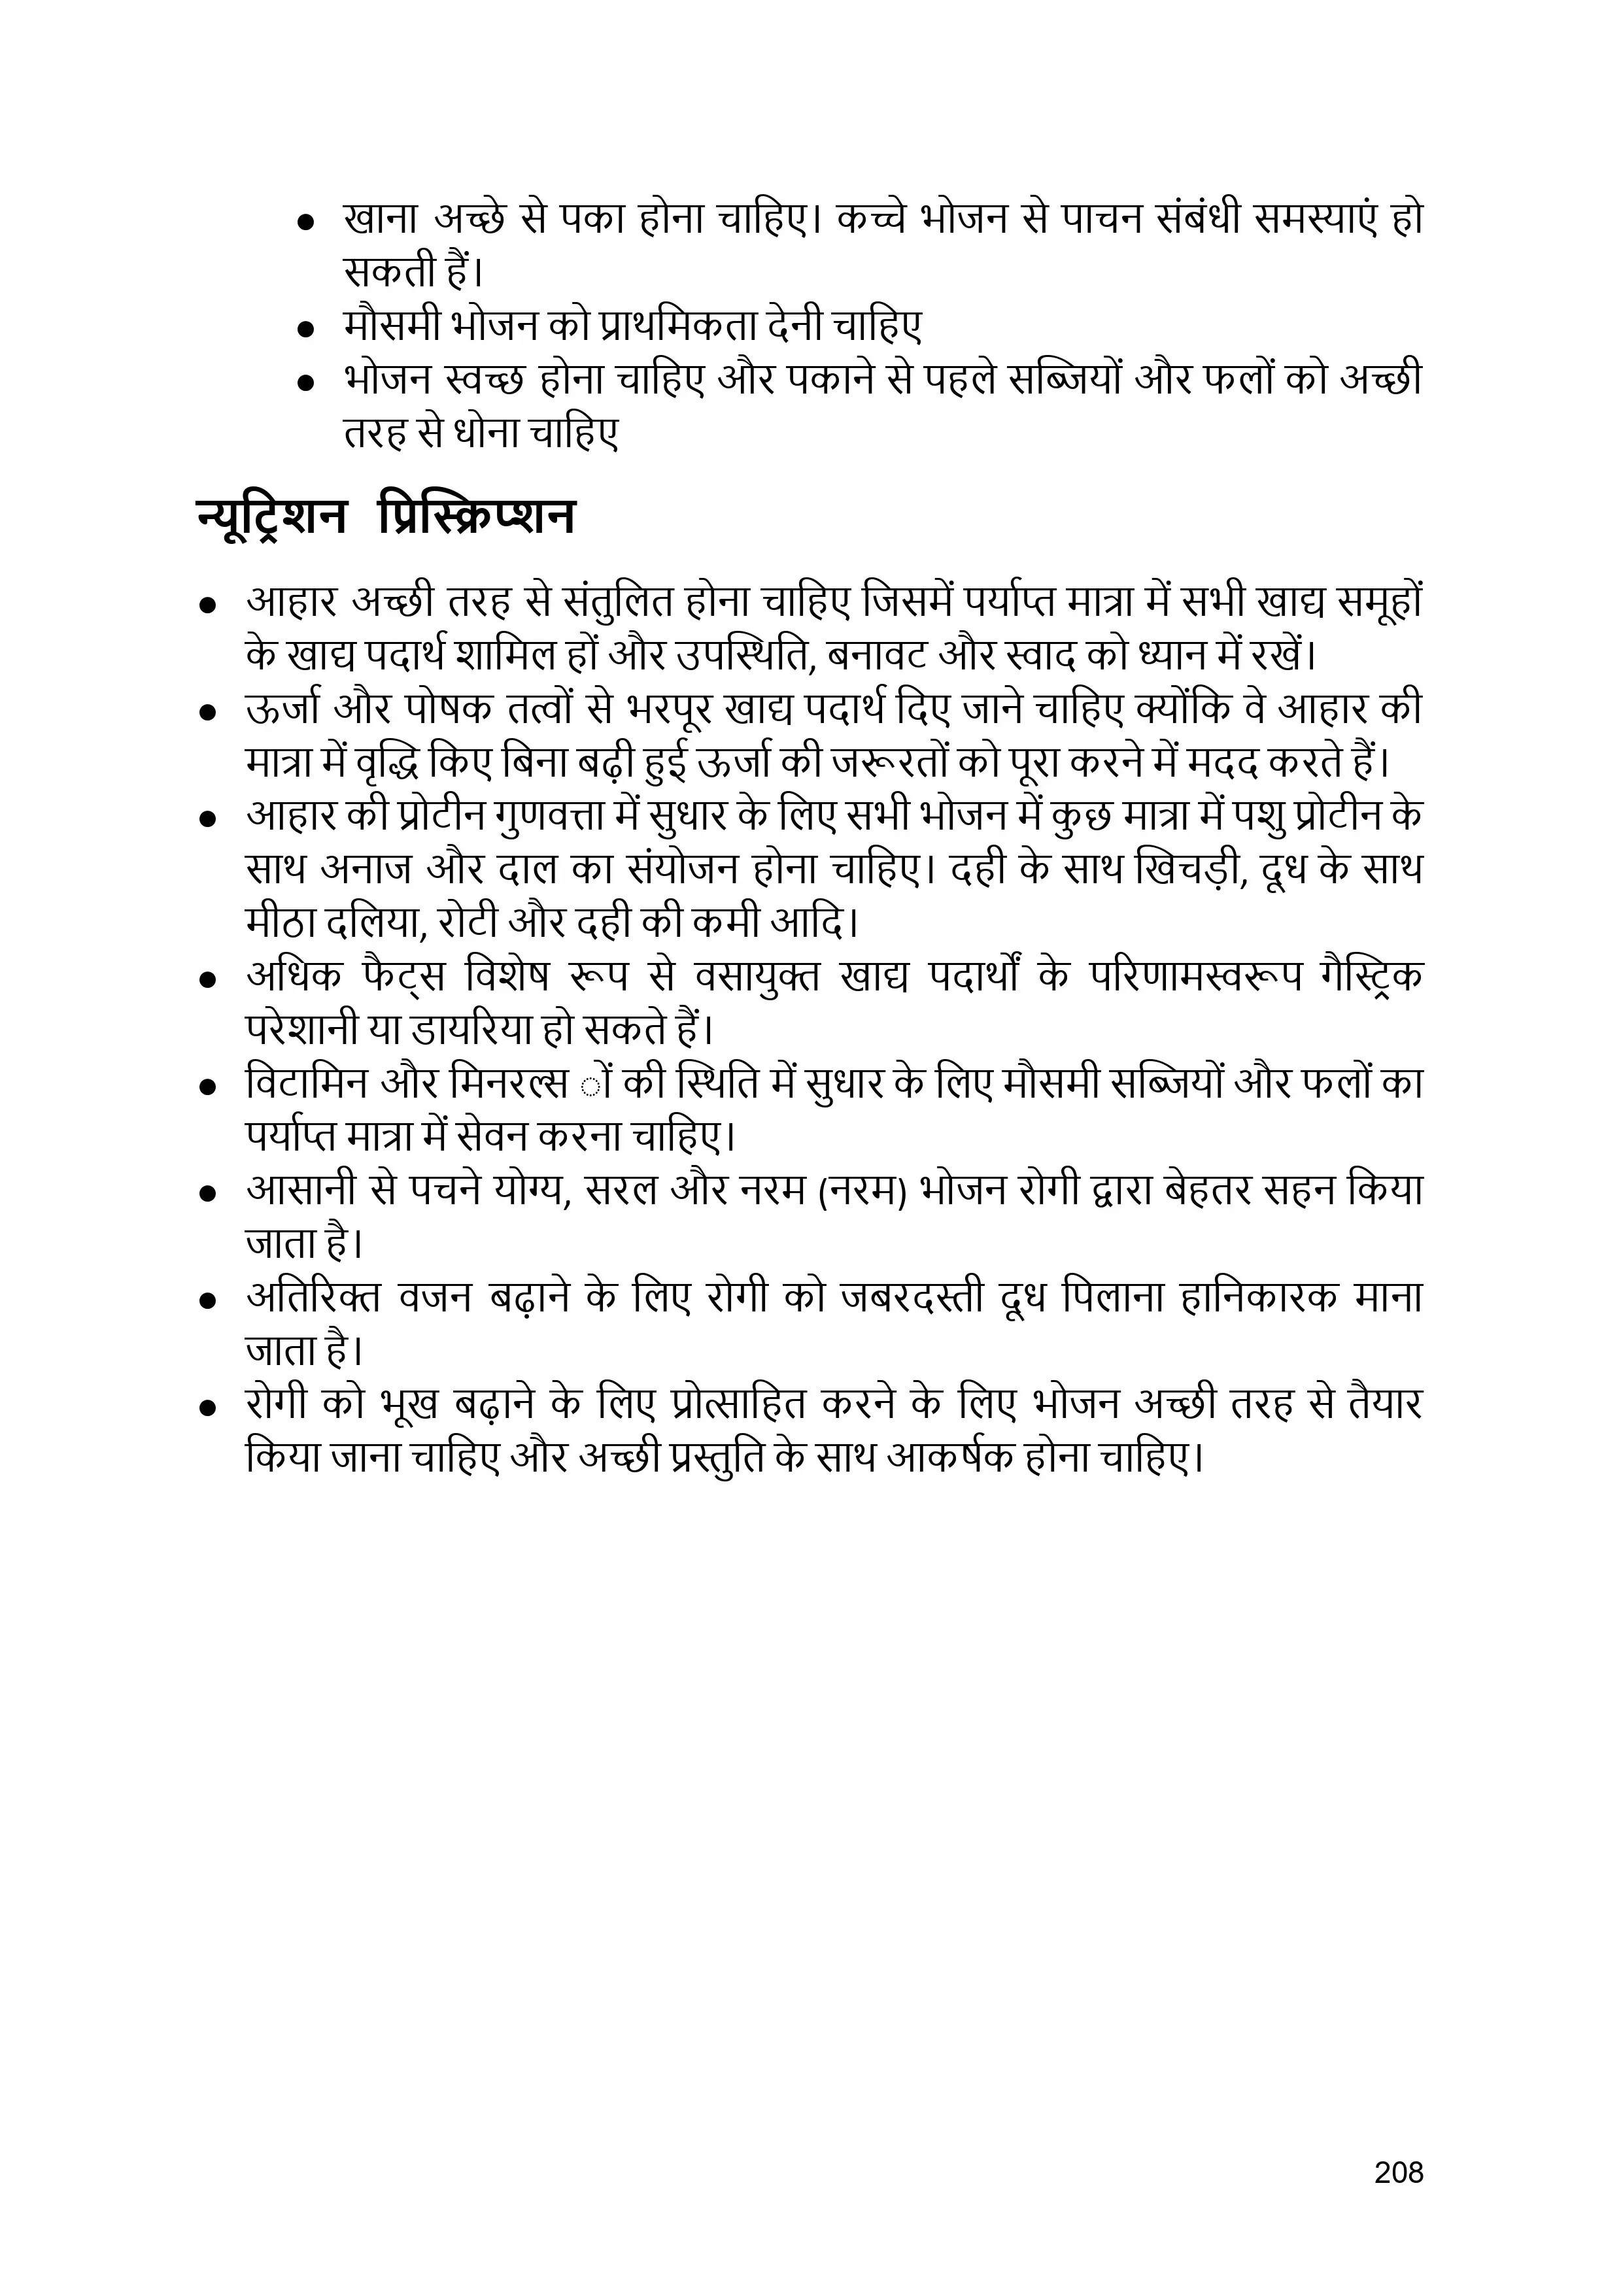 ● खाना अच्छे से पका होना चाहिए। कच्चे भोजन से पाचन संबंधी समस्याएं हो
सकती हैं।
● मौसमी भोजन को प्राथमिकता देनी चाहिए
● भोजन स्वच्छ होना चाहिए और पकाने से पहले सब्जियों और फलों को अच्छी
तरह से धोना चाहिए
न्यूट्रिशन प्रिस्क्रिप्शन
● आहार अच्छी तरह से संतुलित होना चाहिए जिसमें पर्याप्त मात्रा में सभी खाद्य समूहों
के खाद्य पदार्थ शामिल हों और उपस्थिति, बनावट और स्वाद को ध्यान में रखें।
● ऊर्जा और पोषक तत्वों से भरपूर खाद्य पदार्थ दिए जाने चाहिए क्योंकि वे आहार की
मात्रा में वृद्धि किए बिना बढ़ी हुई ऊर्जा की जरूरतों को पूरा करने में मदद करते हैं।
● आहार की प्रोटीन गुणवत्ता में सुधार के लिए सभी भोजन में कुछ मात्रा में पशु प्रोटीन के
साथ अनाज और दाल का संयोजन होना चाहिए। दही के साथ खिचड़ी, दूध के साथ
मीठा दलिया, रोटी और दही की कमी आदि।
● अधिक फैट्स विशेष रूप से वसायुक्त खाद्य पदार्थों के परिणामस्वरूप गैस्ट्रिक
परेशानी या डायरिया हो सकते हैं।
● विटामिन और मिनरल्स ों की स्थिति में सुधार के लिए मौसमी सब्जियों और फलों का
पर्याप्त मात्रा में सेवन करना चाहिए।
● आसानी से पचने योग्य, सरल और नरम (नरम) भोजन रोगी द्वारा बेहतर सहन किया
जाता है।
● अतिरिक्त वजन बढ़ाने के लिए रोगी को जबरदस्ती दूध पिलाना हानिकारक माना
जाता है।
● रोगी को भूख बढ़ाने के लिए प्रोत्साहित करने के लिए भोजन अच्छी तरह से तैयार
किया जाना चाहिए और अच्छी प्रस्तुति के साथ आकर्षक होना चाहिए।
208